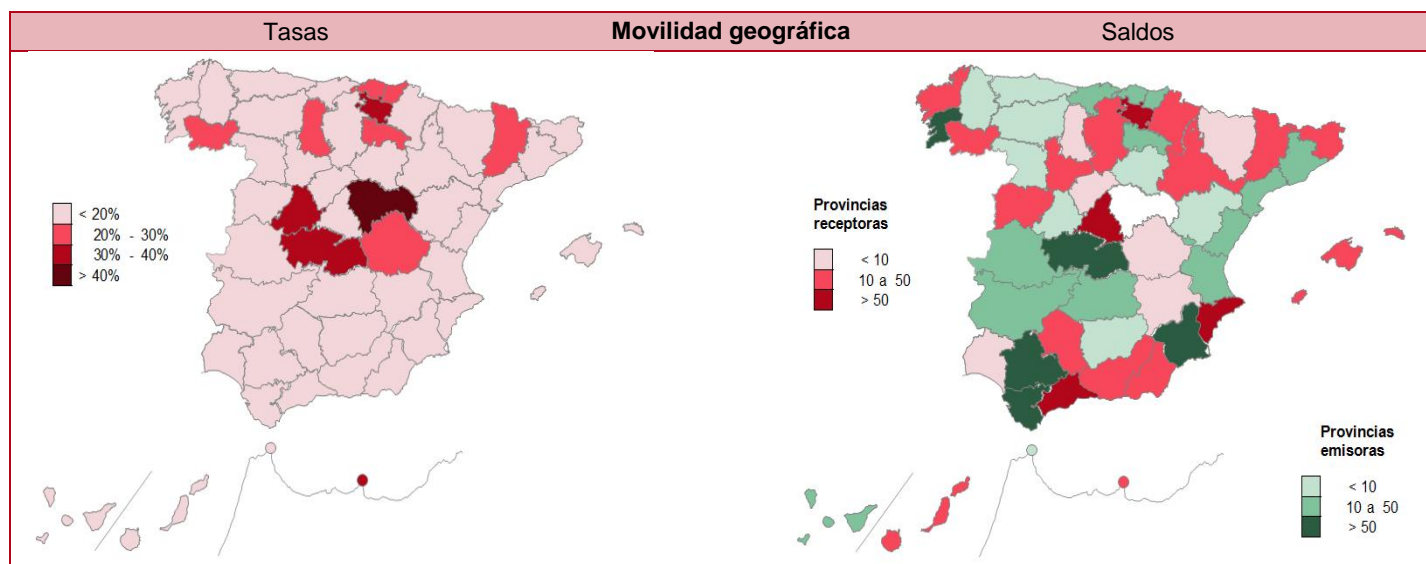 Tasas Movilidad geográfica Saldos
< 20%
20% - 30%
30% - 40%
> 40%
Provincias
receptoras
< 10
10 a 50
> 50
Provincias
emisoras
< 10
10 a 50
> 50